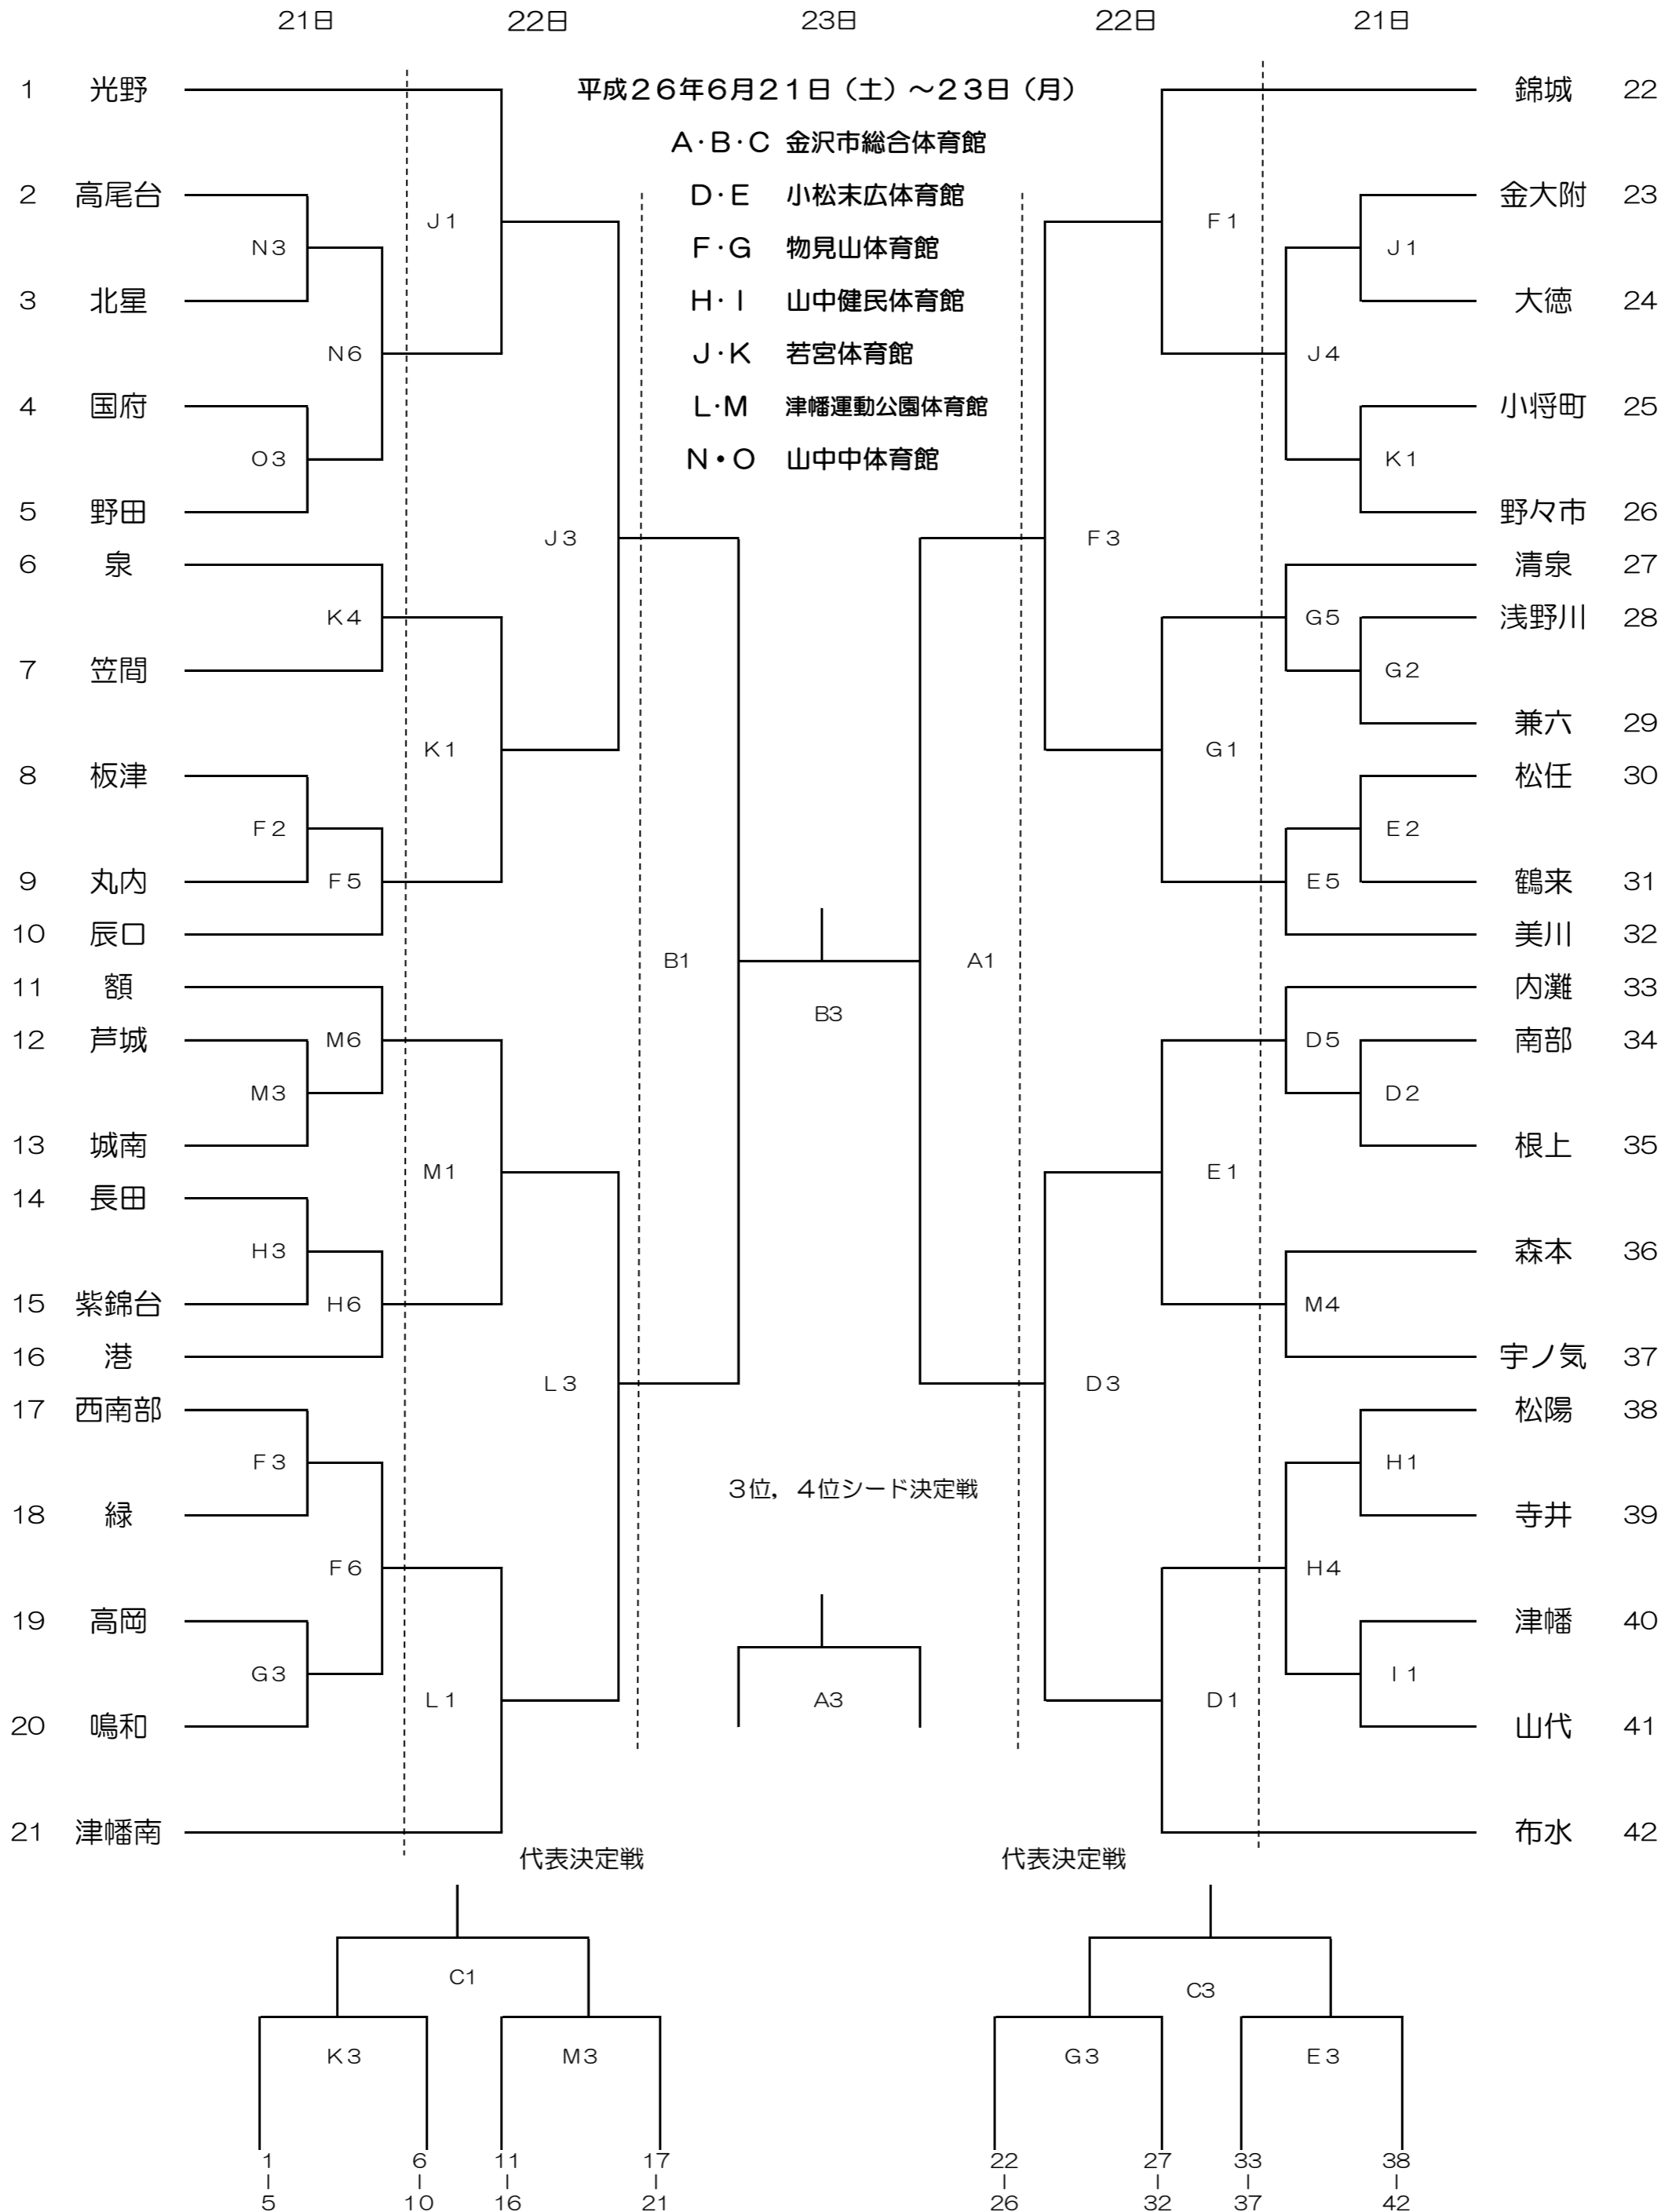 21日 22日 23日 22日 21日
平成26年6月21日（土）～23日（月）
1 光野 錦城 22
A・B・C 金沢市総合体育館
2 高尾台 D・E 小松末広体育館 金大附 23
J1 F1
N3 F・G 物見山体育館 J1
3 北星 H・I 山中健民体育館 大徳 24
N6 J・K 若宮体育館 J4
4 国府 L・M 津幡運動公園体育館 小将町 25
O3 N・O 山中中体育館 K1
5 野田 野々市 26
J3 F3
6 泉 清泉 27
K4 G5 浅野川 28
7 笠間 G2
兼六 29
K1 G1
8 板津 松任 30
F2 E2
9 丸内 F5 E5 鶴来 31
10 辰口 美川 32
B1 A1
11 額 内灘 33
B3
12 芦城 M6 D5 南部 34
M3 D2
13 城南 根上 35
M1 E1
14 長田
H3 森本 36
15 紫錦台 H6 M4
16 港 宇ノ気 37
L3 D3
17 西南部 松陽 38
F3 H1
3位，4位シード決定戦
18 緑 寺井 39
F6 H4
19 高岡 津幡 40
G3 I1
L1 A3 D1
20 鳴和 山代 41
21 津幡南 布水 42
代表決定戦 代表決定戦
C1 C3
K3 M3 G3 E3
1 6 11 17 22 27 33 38
| | | | | | | |
5 10 16 21 26 32 37 42